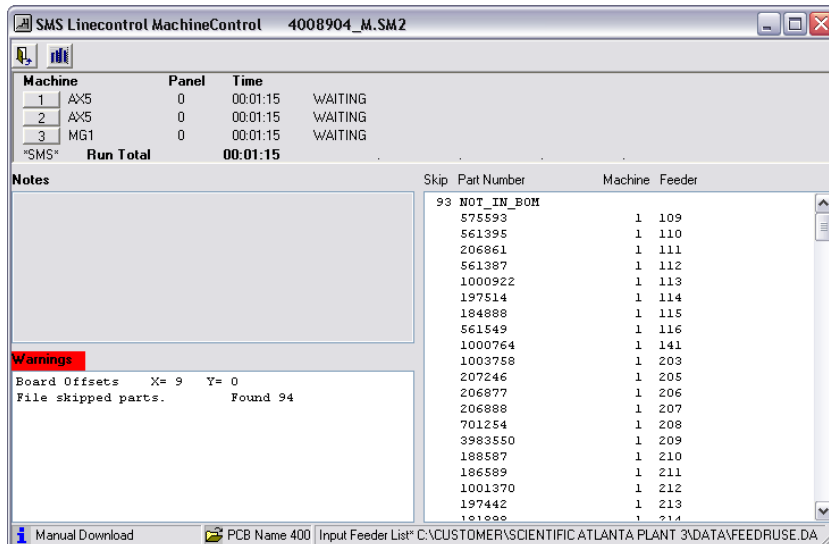 SMS Linecontrol MachineControl 4008904_M.SM2
Machine Panel Time
1 AX5 0 00:01:15 WAITING
2 AX5 0 00:01:15 WAITING
3 MG1 0 00:01:15 WAITING
*SMS* Run Total 00:01:15 . . . .
Notes
Skip Part Number Machine Feeder
93 NOT_IN_BOM
575593 1 109
561395 1 110
206861 1 111
561387 1 112
1000922 1 113
197514 1 114
184888 1 115
561549 1 116
1000764 1 141
1003758 1 203
207246 1 205
206877 1 206
206888 1 207
701254 1 208
3983550 1 209
188587 1 210
186589 1 211
1001370 1 212
197442 1 213
Warnings
Board Offsets X= 9 Y= 0
File skipped parts. Found 94
Manual Download
PCB Name 400
Input Feeder List* C:\CUSTOMER\SCIENTIFIC ATLANTA PLANT 3\DATA\FEEDRUSE.DA